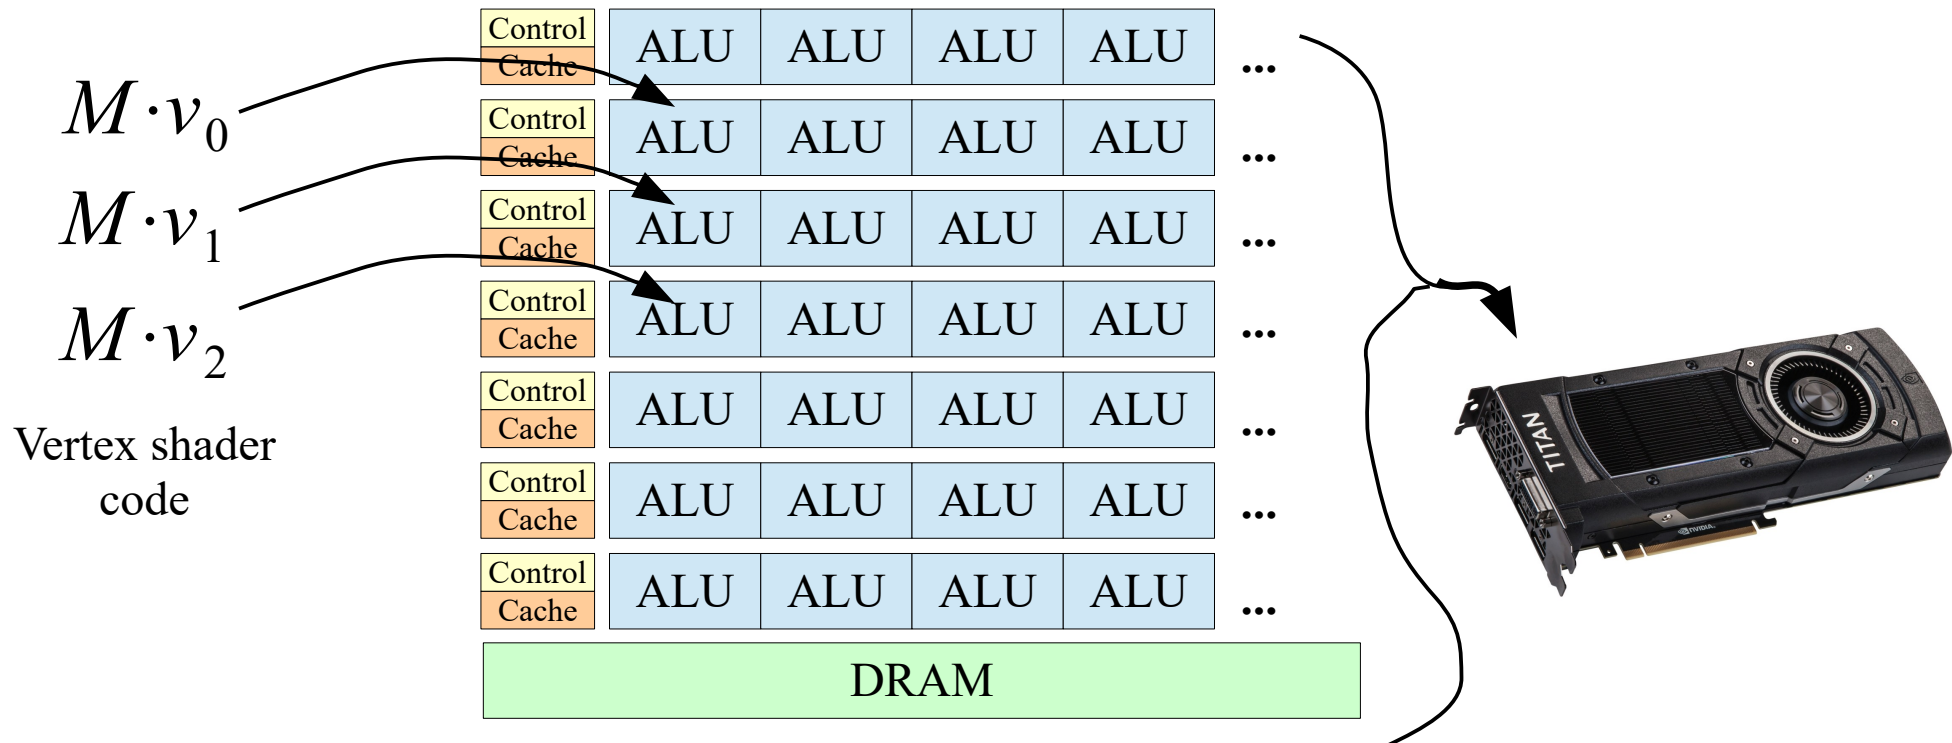 Control ALU ALU ALU ALU ...
Cache
M·v₀
Control ALU ALU ALU ALU ...
Cache
M·v₁
Control ALU ALU ALU ALU ...
Cache
M·v₂
Control ALU ALU ALU ALU ...
Cache
Vertex shader
code
Control ALU ALU ALU ALU ...
Cache
Control ALU ALU ALU ALU ...
Cache
Control ALU ALU ALU ALU ...
Cache
DRAM
TITAN
NVIDIA